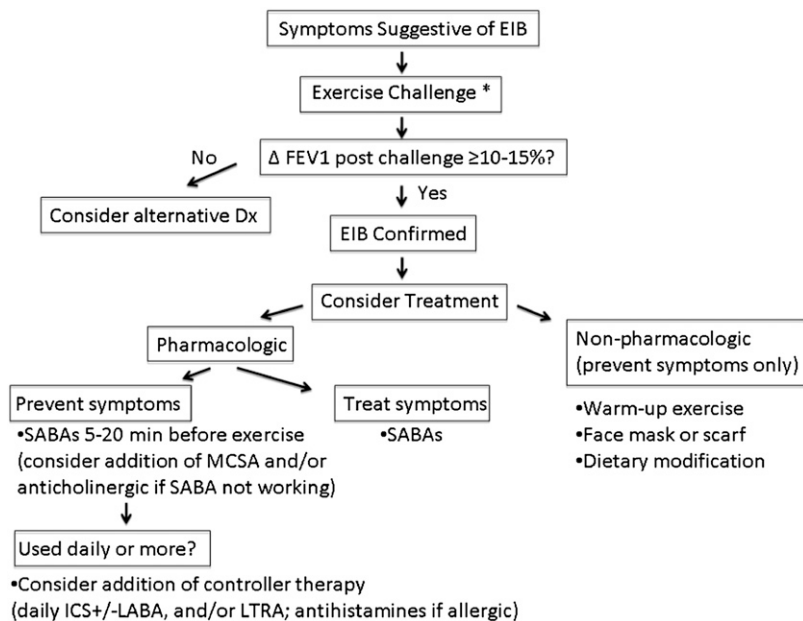 Symptoms Suggestive of EIB
Exercise Challenge *
Δ FEV1 post challenge ≥10-15%?
No
Yes
Consider alternative Dx
EIB Confirmed
Consider Treatment
Pharmacologic
Non-pharmacologic
(prevent symptoms only)
•Warm-up exercise
•Face mask or scarf
•Dietary modification
Prevent symptoms
•SABAs 5-20 min before exercise
(consider addition of MCSA and/or
anticholinergic if SABA not working)
Treat symptoms
•SABAs
Used daily or more?
•Consider addition of controller therapy
(daily ICS+/-LABA, and/or LTRA; antihistamines if allergic)